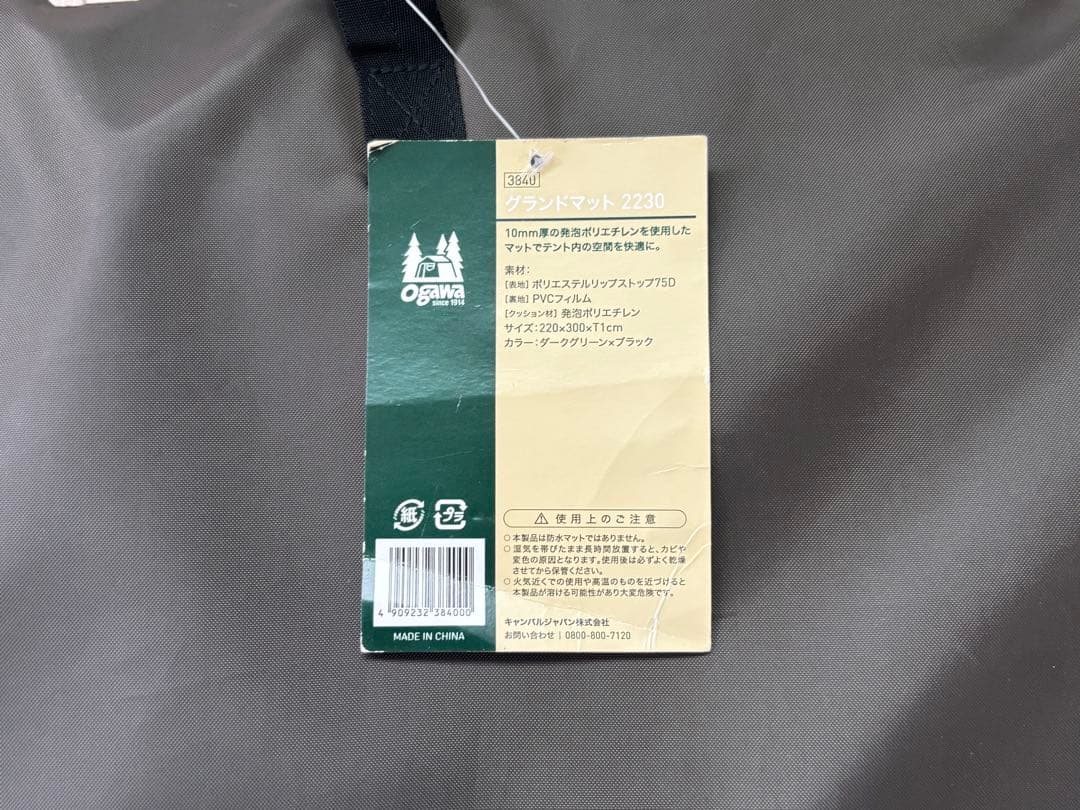 3840
グランドマット 2230
10mm厚の発泡ポリエチレンを使用した
マットでテント内の空間を快適に。
素材:
[表地] ポリエステルリップストップ75D
[裏地] PVCフィルム
[クッション材] 発泡ポリエチレン
サイズ:220×300×T1cm
カラー:ダークグリーン×ブラック
ogawa
since 1914
紙
プラ
⚠ 使用上のご注意
○本製品は防水マットではありません。
○湿気を帯びたまま長時間放置すると、カビや
変色の原因となります。使用後は必ずよく乾燥
させてから保管ください。
○火気近くでの使用や高温のものを近づけると
本製品が溶ける可能性があり大変危険です。
4 909232 384000
MADE IN CHINA
キャンパルジャパン株式会社
お問い合わせ | 0800-800-7120